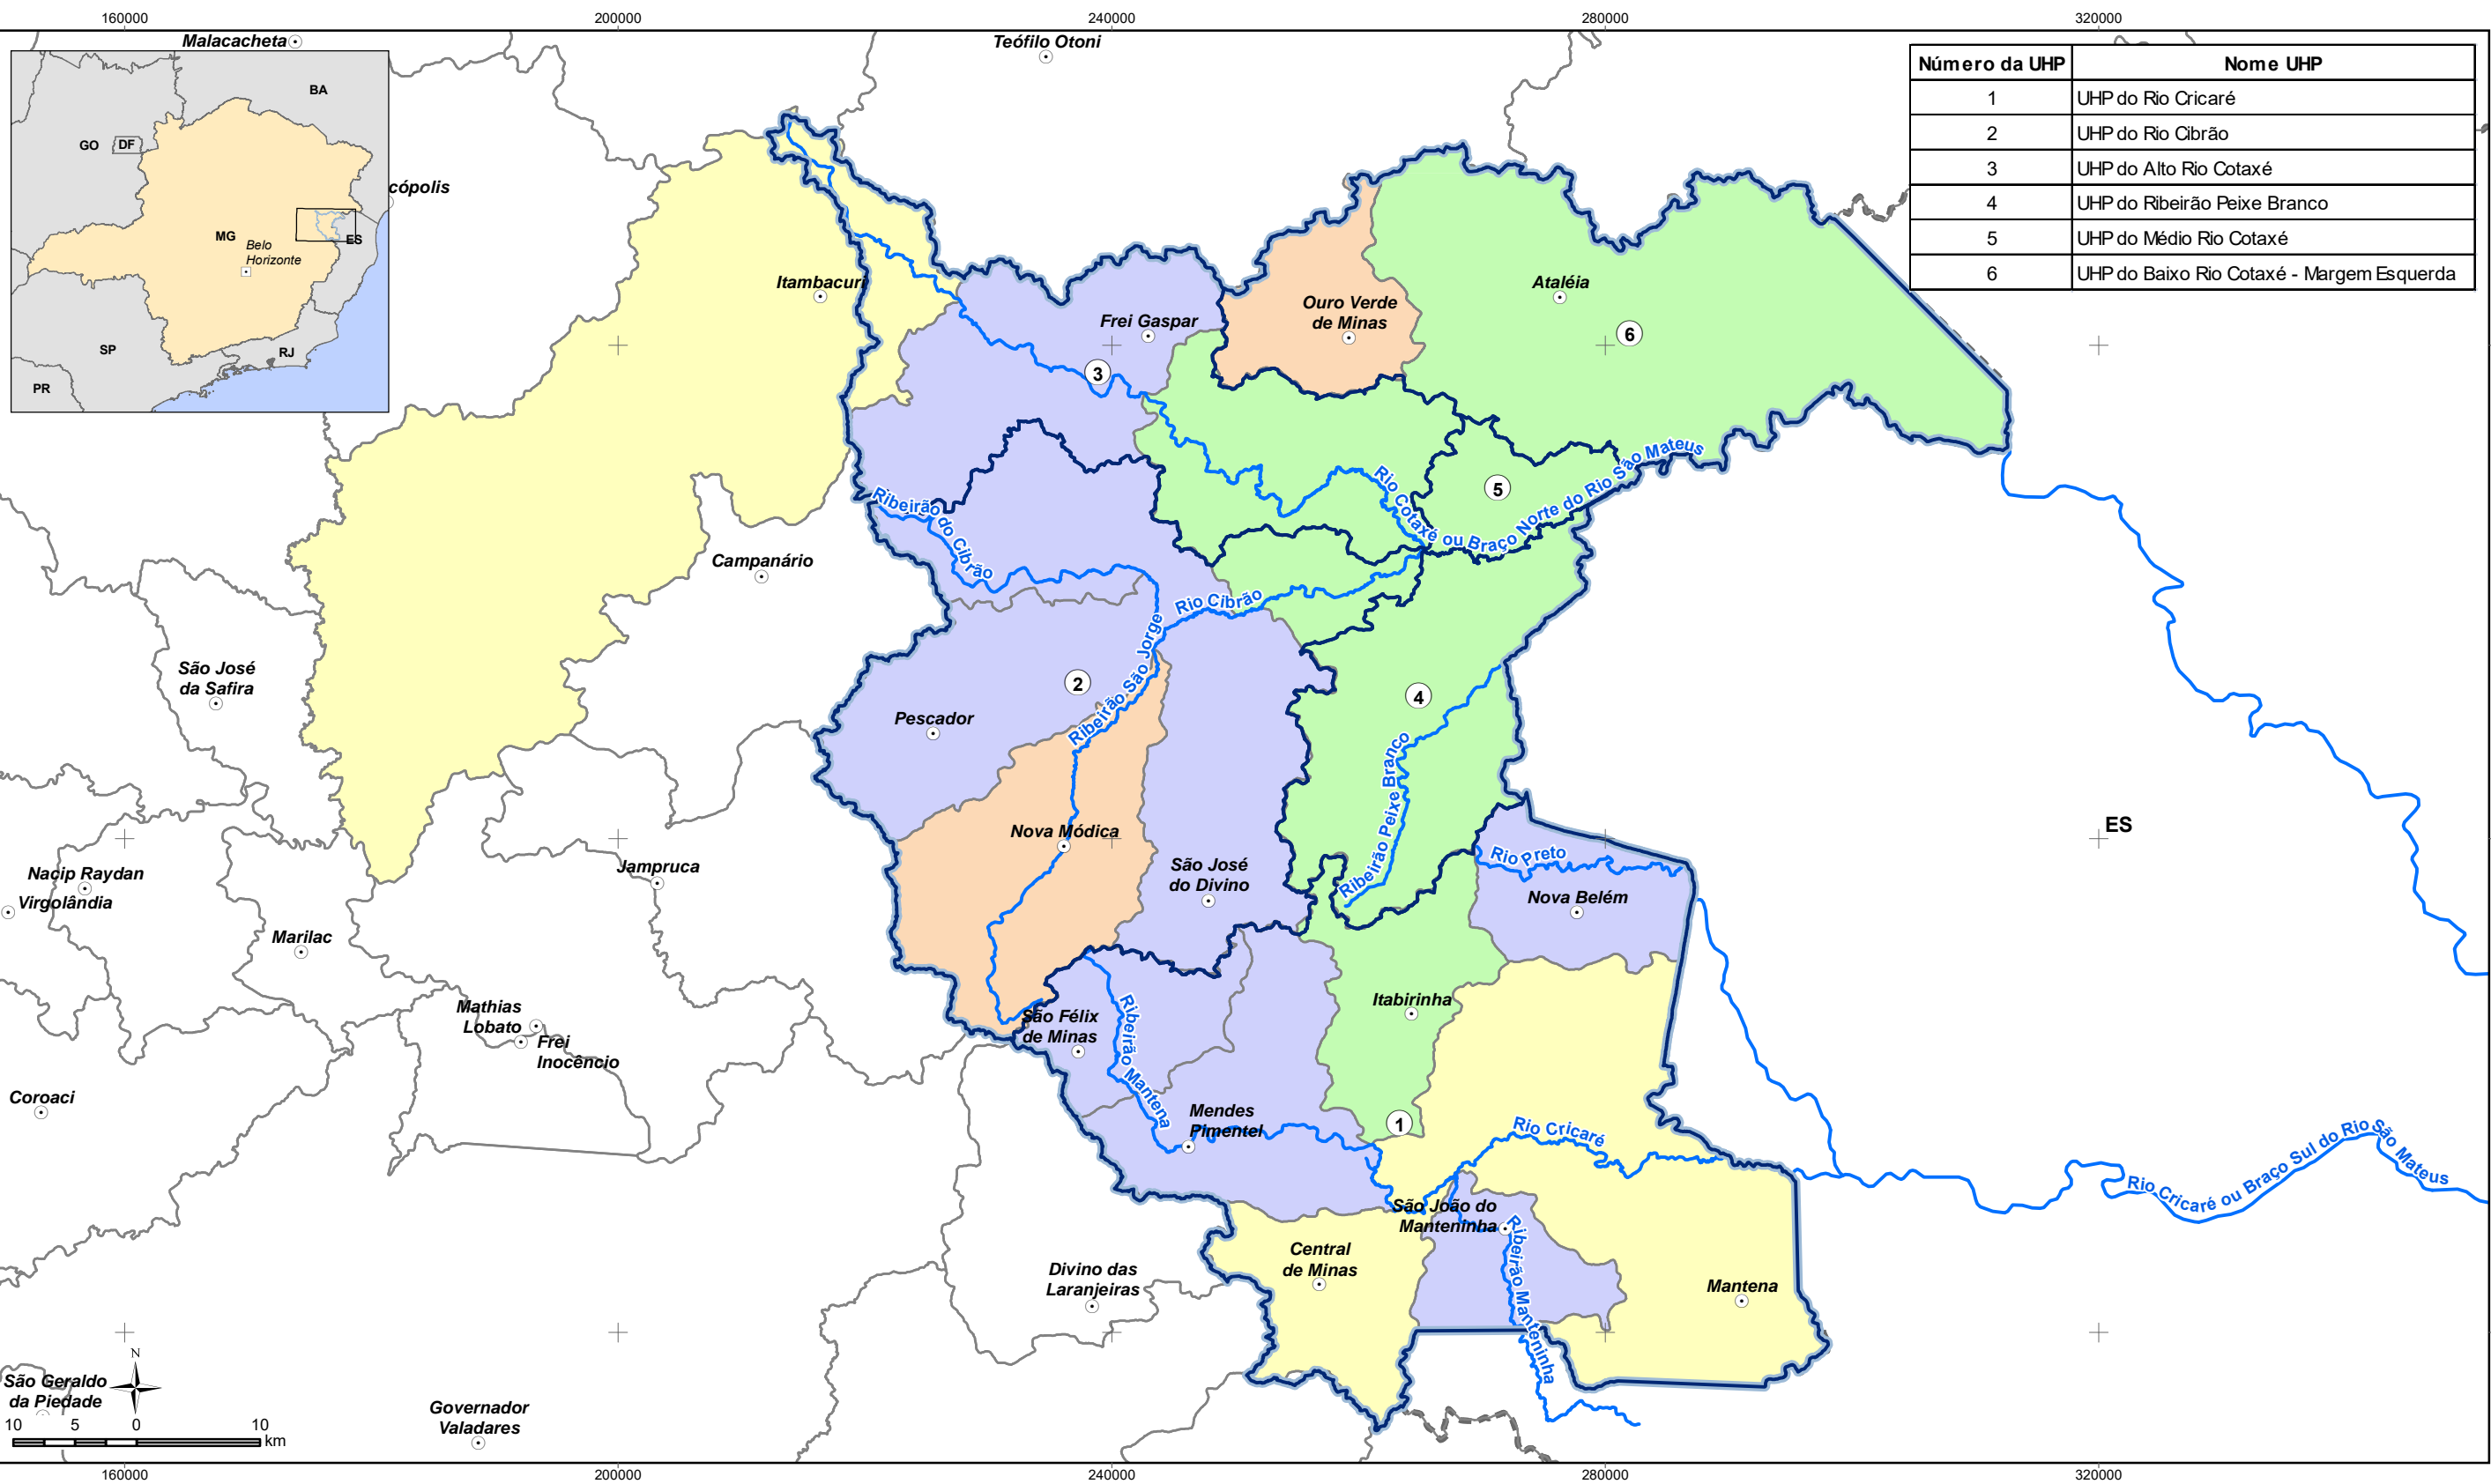 160000
200000
240000
280000
320000
Malacacheta
Teófilo Otoni
BA
GO
DF
MG
Belo
Horizonte
ES
SP
RJ
PR
cópolis
Número da UHP
Nome UHP
1
UHP do Rio Cricaré
2
UHP do Rio Cibrão
3
UHP do Alto Rio Cotaxé
4
UHP do Ribeirão Peixe Branco
5
UHP do Médio Rio Cotaxé
6
UHP do Baixo Rio Cotaxé - Margem Esquerda
Itambacuri
Frei Gaspar
Ouro Verde
de Minas
Ataléia
6
3
5
Rio Cotaxé ou Braço Norte do Rio São Mateus
Ribeirão do Cibrão
Campanário
Rio Cibrão
São José
da Safira
Ribeirão São Jorge
2
4
Pescador
Ribeirão Peixe Branco
Nova Módica
ES
Rio Preto
Nacip Raydan
Virgolândia
Jampruca
São José
do Divino
Nova Belém
Marilac
Itabirinha
Mathias
Lobato
Frei
Inocêncio
São Félix
de Minas
Ribeirão Mantena
Coroaci
Mendes
Pimentel
1
Rio Cricaré
Rio Cricaré ou Braço Sul do Rio São Mateus
São João do
Manteninha
Ribeirão Manteninha
Central
de Minas
Divino das
Laranjeiras
Mantena
N
São Geraldo
da Piedade
Governador
Valadares
10 5 0 10
km
160000
200000
240000
280000
320000